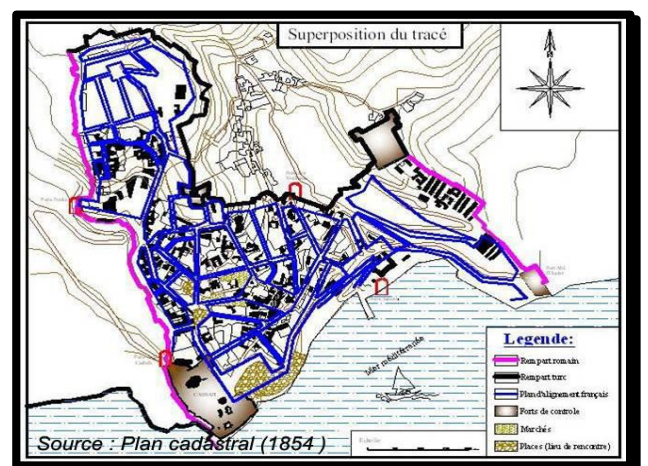 Superposition du tracé
Mer méditerranée
Legende:
Rempart romain
Rempart turc
Plan d'alignement français
Forts de controle
Marchés
Places (lieu de rencontre)
Source : Plan cadastral (1854 )